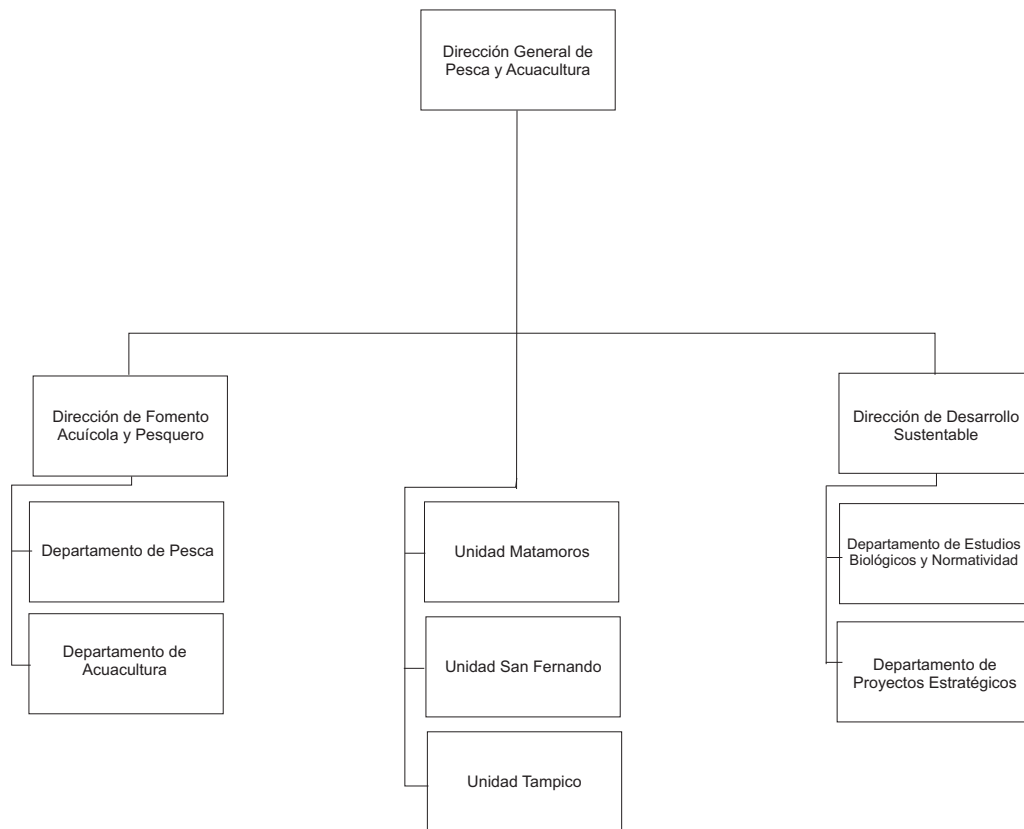 Dirección General de
Pesca y Acuacultura
Dirección de Fomento
Acuícola y Pesquero
Dirección de Desarrollo
Sustentable
Departamento de Pesca
Departamento de
Acuacultura
Unidad Matamoros
Unidad San Fernando
Unidad Tampico
Departamento de Estudios
Biológicos y Normatividad
Departamento de
Proyectos Estratégicos